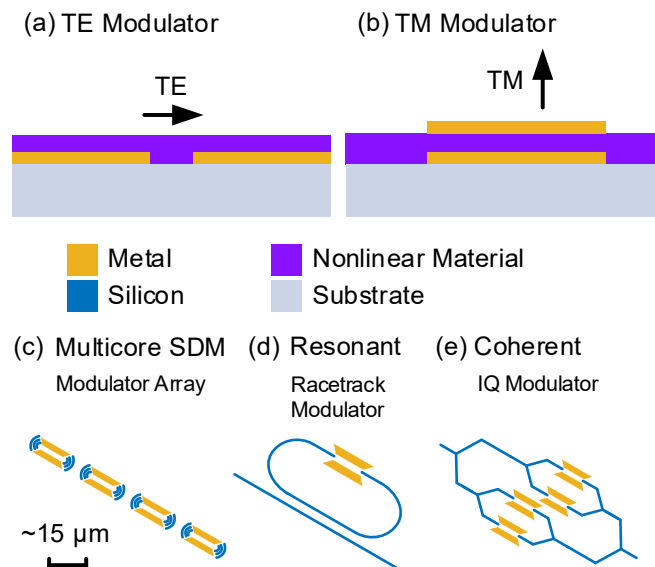 (a) TE Modulator
(b) TM Modulator
TE
TM
Metal
Nonlinear Material
Silicon
Substrate
(c) Multicore SDM
Modulator Array
(d) Resonant
Racetrack
Modulator
(e) Coherent
IQ Modulator
~15 µm